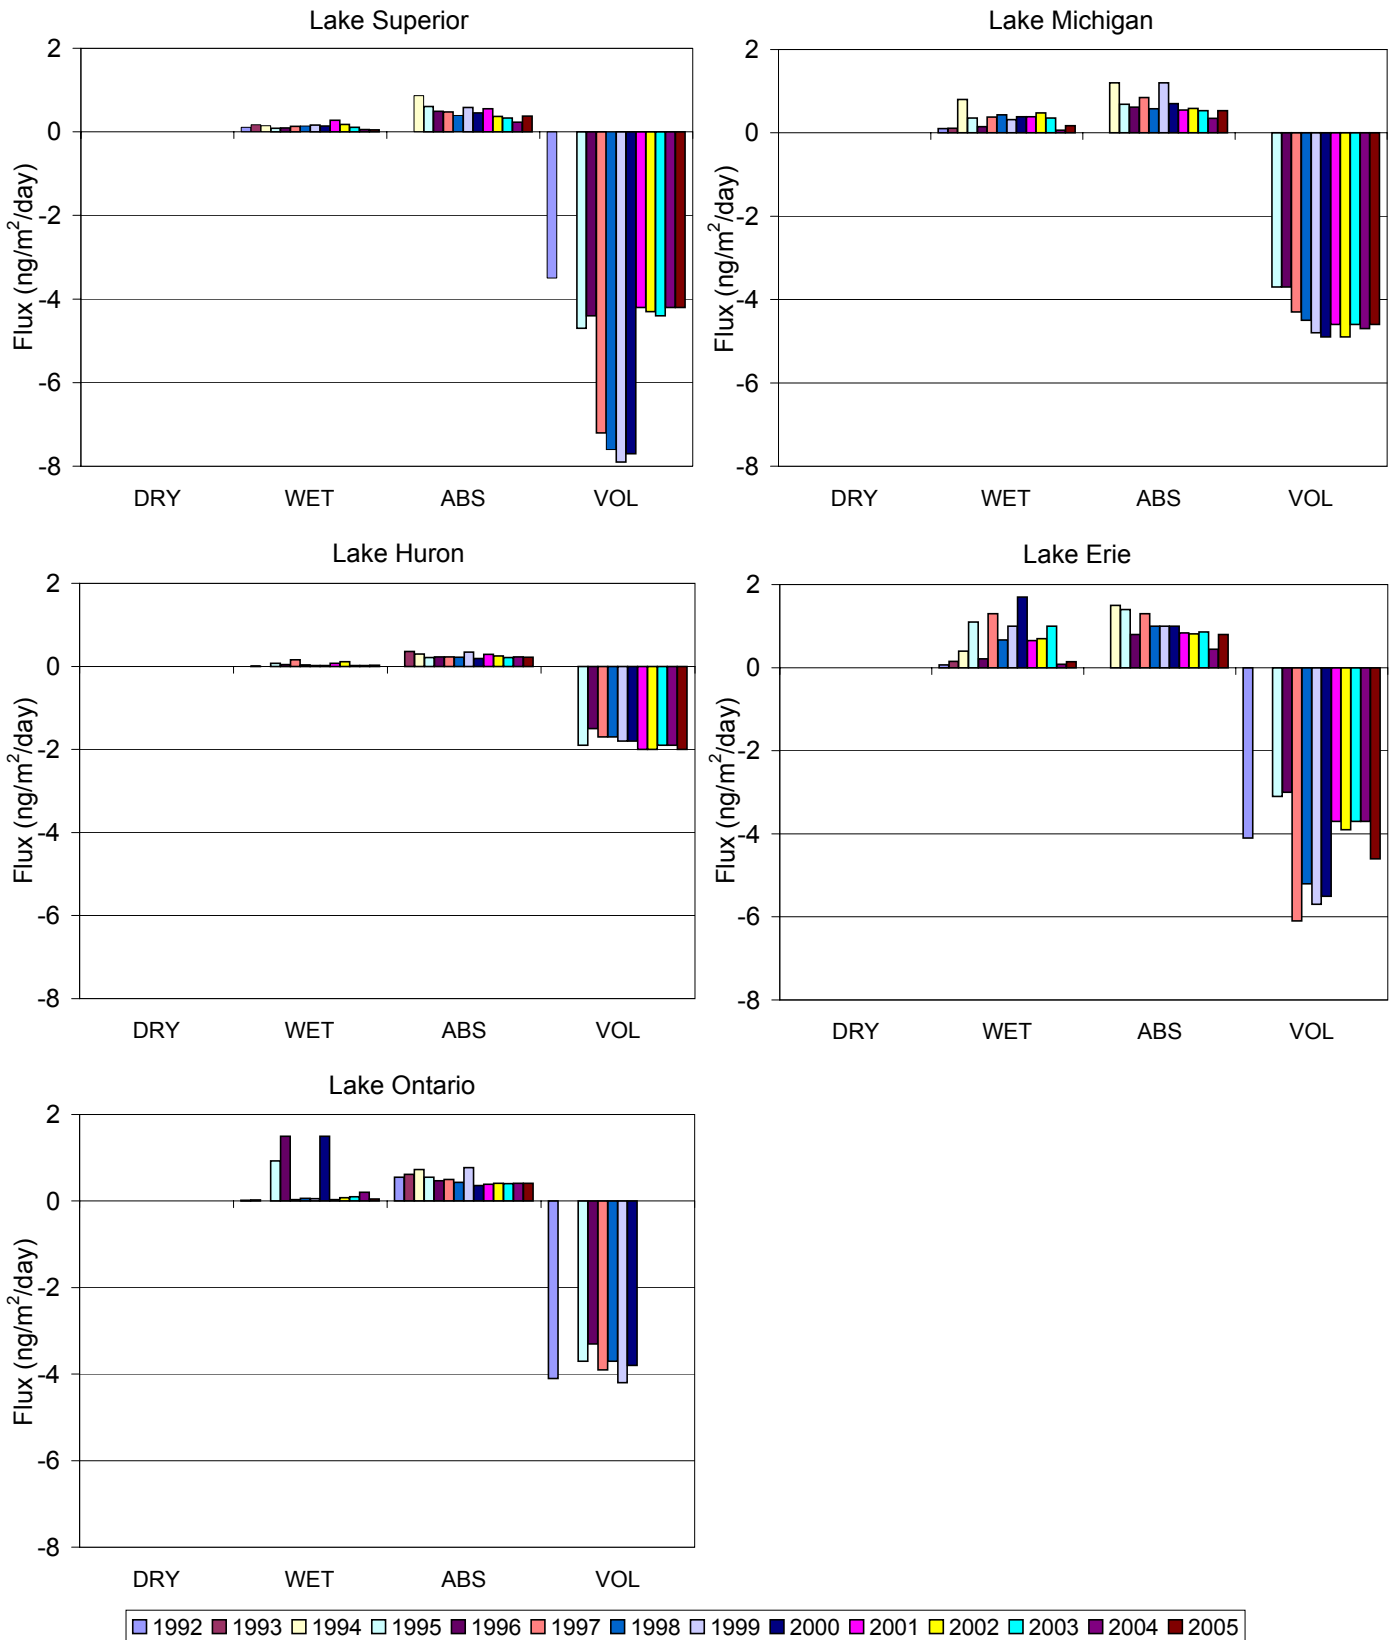 Lake Superior
2
0
-2
-4
-6
-8
Flux (ng/m²/day)
DRY WET ABS VOL
Lake Michigan
2
0
-2
-4
-6
-8
Flux (ng/m²/day)
DRY WET ABS VOL
Lake Huron
2
0
-2
-4
-6
-8
Flux (ng/m²/day)
DRY WET ABS VOL
Lake Erie
2
0
-2
-4
-6
-8
Flux (ng/m²/day)
DRY WET ABS VOL
Lake Ontario
2
0
-2
-4
-6
-8
Flux (ng/m²/day)
DRY WET ABS VOL
1992 1993 1994 1995 1996 1997 1998 1999 2000 2001 2002 2003 2004 2005